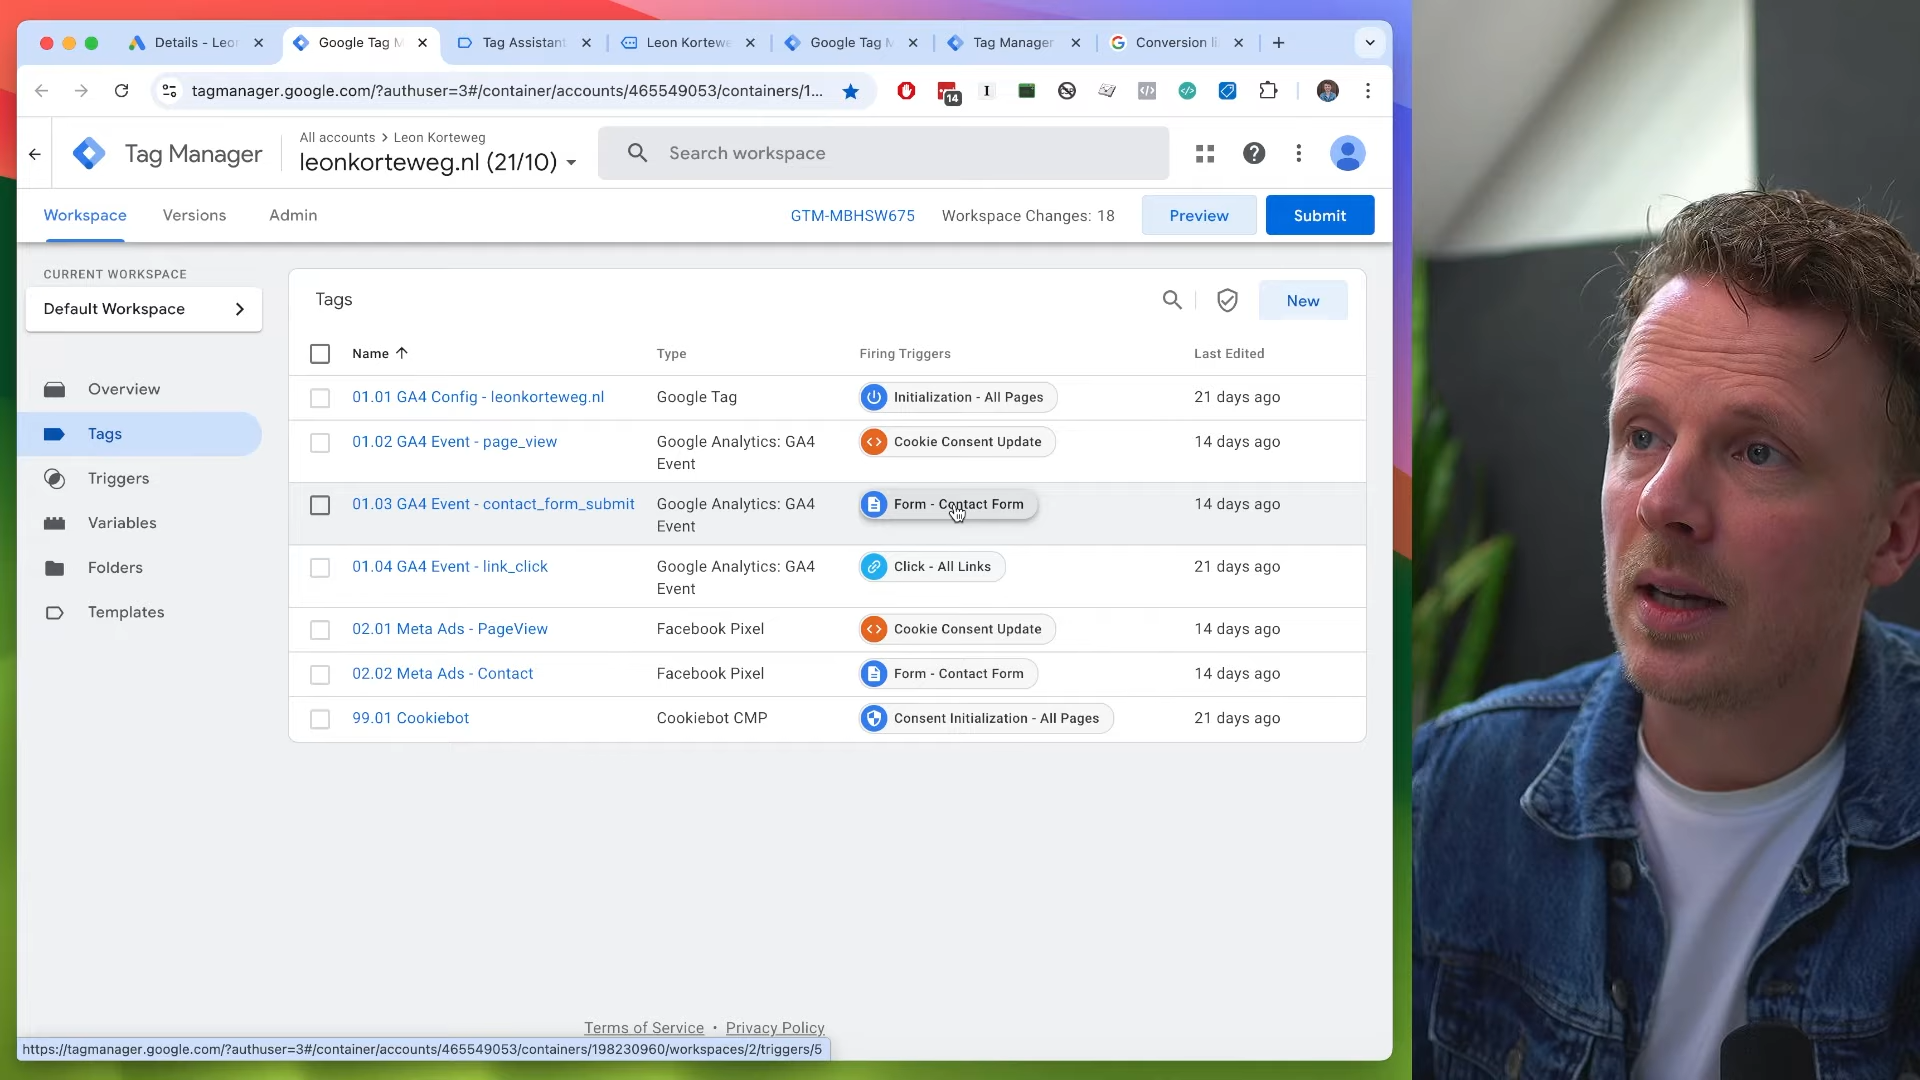 Details - Leo
Google Tag M
Tag Assistant
Leon Kortewe
Google Tag M
Tag Manager
Conversion li
tagmanager.google.com/?authuser=3#/container/accounts/465549053/containers/1...
14
Tag Manager
All accounts > Leon Korteweg
leonkorteweg.nl (21/10)
Search workspace
Workspace
Versions
Admin
GTM-MBHSW675
Workspace Changes: 18
Preview
Submit
CURRENT WORKSPACE
Default Workspace
Overview
Tags
Triggers
Variables
Folders
Templates
Tags
New
Name
Type
Firing Triggers
Last Edited
01.01 GA4 Config - leonkorteweg.nl
Google Tag
Initialization - All Pages
21 days ago
01.02 GA4 Event - page_view
Google Analytics: GA4
Event
Cookie Consent Update
14 days ago
01.03 GA4 Event - contact_form_submit
Google Analytics: GA4
Event
Form - Contact Form
14 days ago
01.04 GA4 Event - link_click
Google Analytics: GA4
Event
Click - All Links
21 days ago
02.01 Meta Ads - PageView
Facebook Pixel
Cookie Consent Update
14 days ago
02.02 Meta Ads - Contact
Facebook Pixel
Form - Contact Form
14 days ago
99.01 Cookiebot
Cookiebot CMP
Consent Initialization - All Pages
21 days ago
Terms of Service • Privacy Policy
https://tagmanager.google.com/?authuser=3#/container/accounts/465549053/containers/198230960/workspaces/2/triggers/5